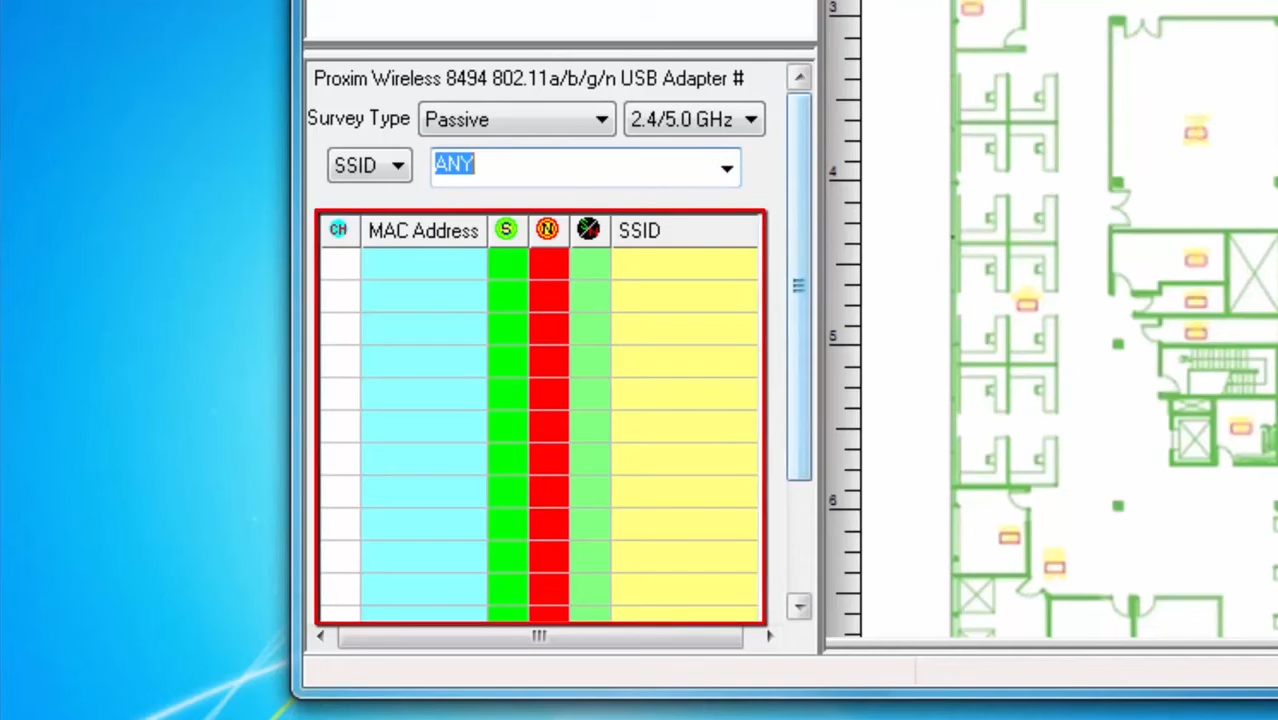 Proxim Wireless 8494 802.11a/b/g/n USB Adapter #
Survey Type Passive 2.4/5.0 GHz
SSID ANY
CH MAC Address S N SSID
3
4
5
6